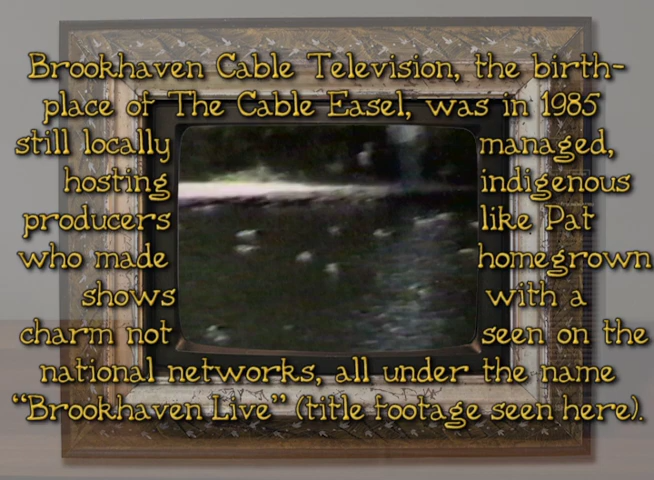 Brookhaven Cable Television, the birth-
place of The Cable Easel, was in 1985
still locally managed,
hosting indigenous
producers like Pat
who made homegrown
shows with a
charm not seen on the
national networks, all under the name
“Brookhaven Live” (title footage seen here).